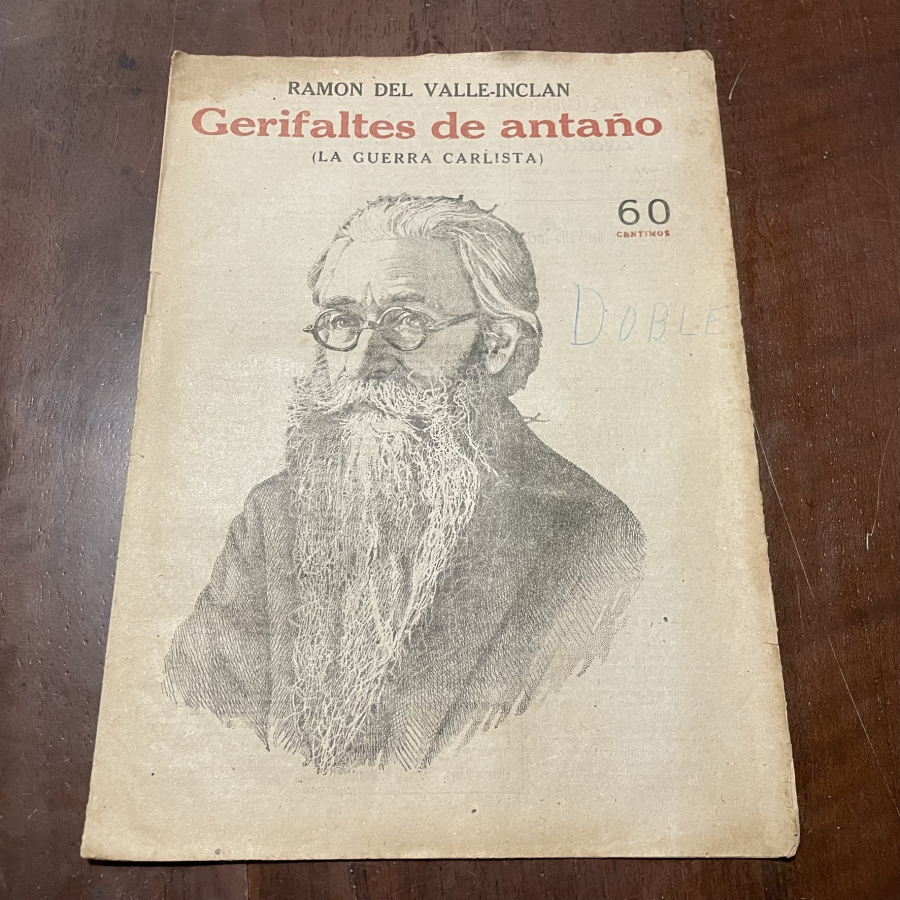 RAMON DEL VALLE-INCLAN
Gerifaltes de antaño
(LA GUERRA CARLISTA)
60
CENTIMOS
DOBLE